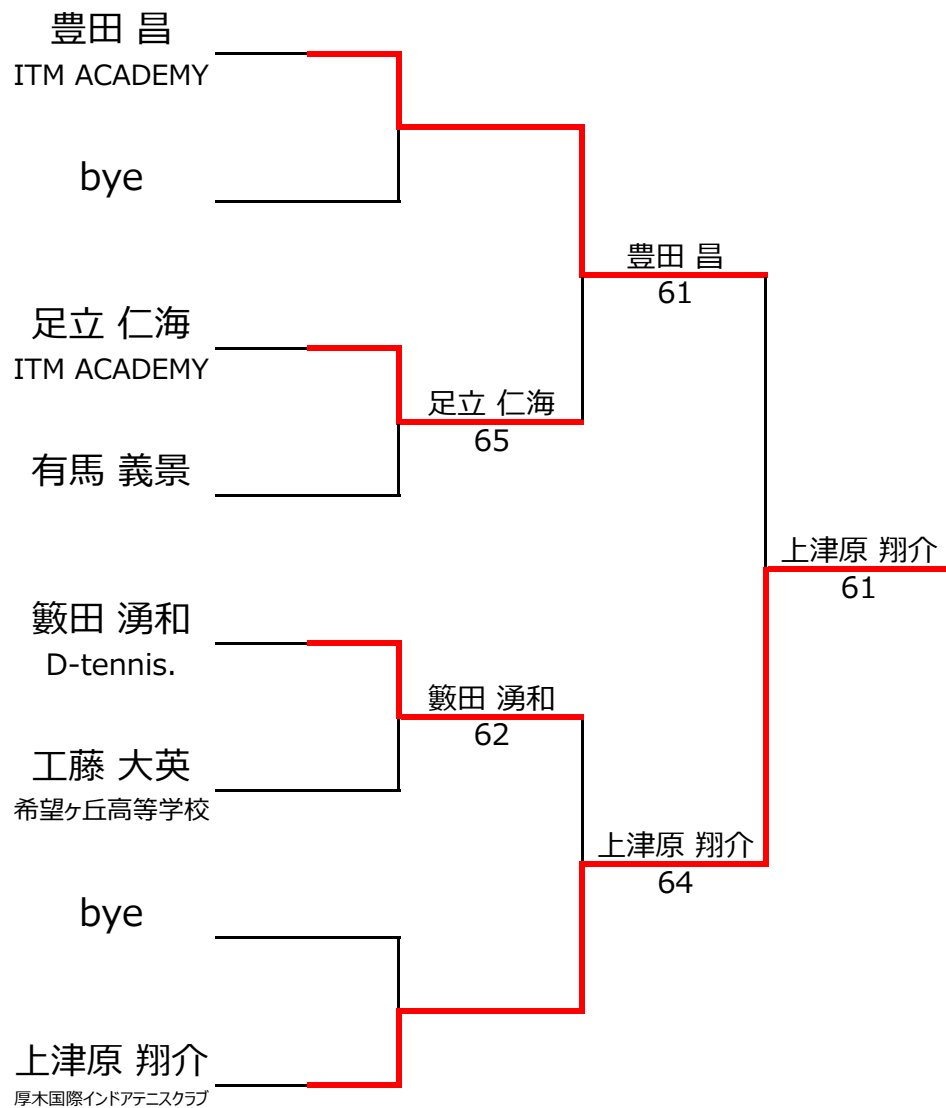 豊田 昌
ITM ACADEMY
bye
豊田 昌
61
足立 仁海
ITM ACADEMY
足立 仁海
65
有馬 義景
上津原 翔介
61
籔田 湧和
D-tennis.
籔田 湧和
62
工藤 大英
希望ヶ丘高等学校
上津原 翔介
64
bye
上津原 翔介
厚木国際インドアテニスクラブ